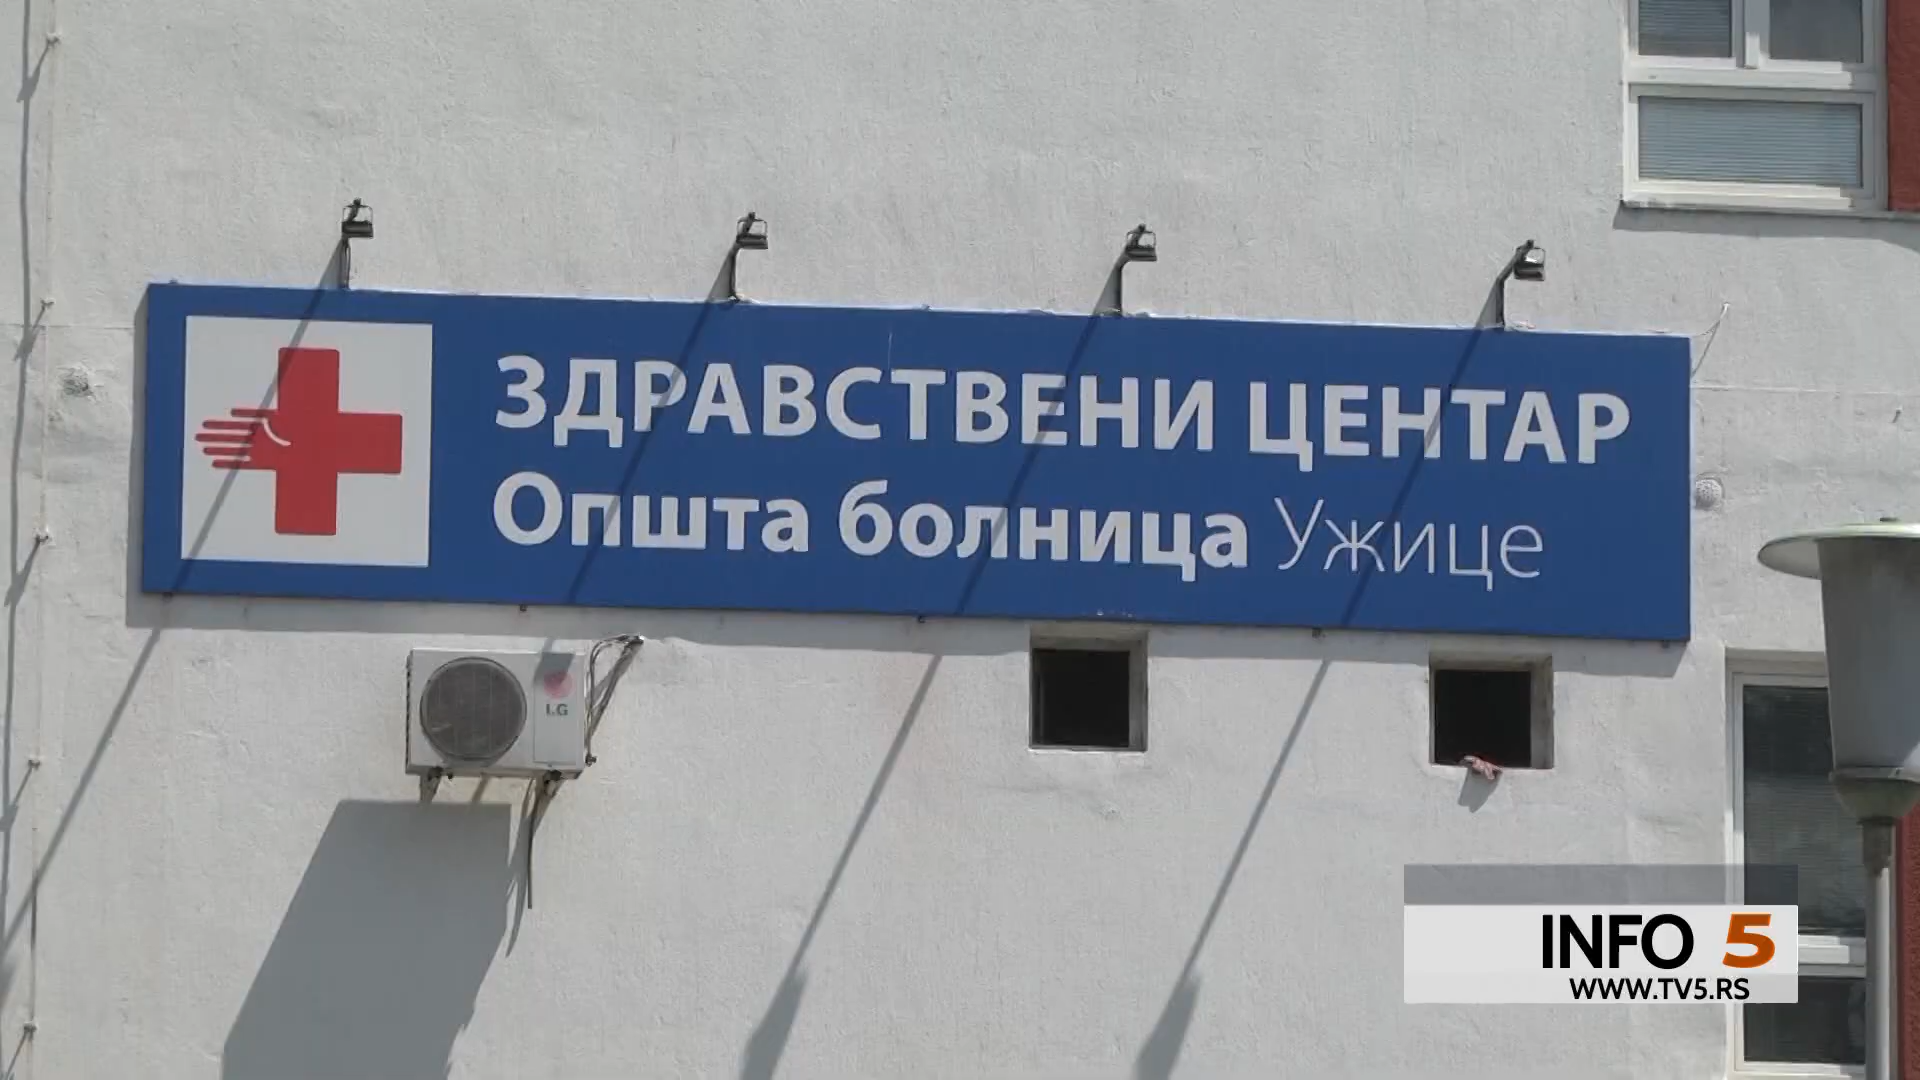 ЗДРАВСТВЕНИ ЦЕНТАР
Општа болница Ужице
LG
INFO 5
WWW.TV5.RS